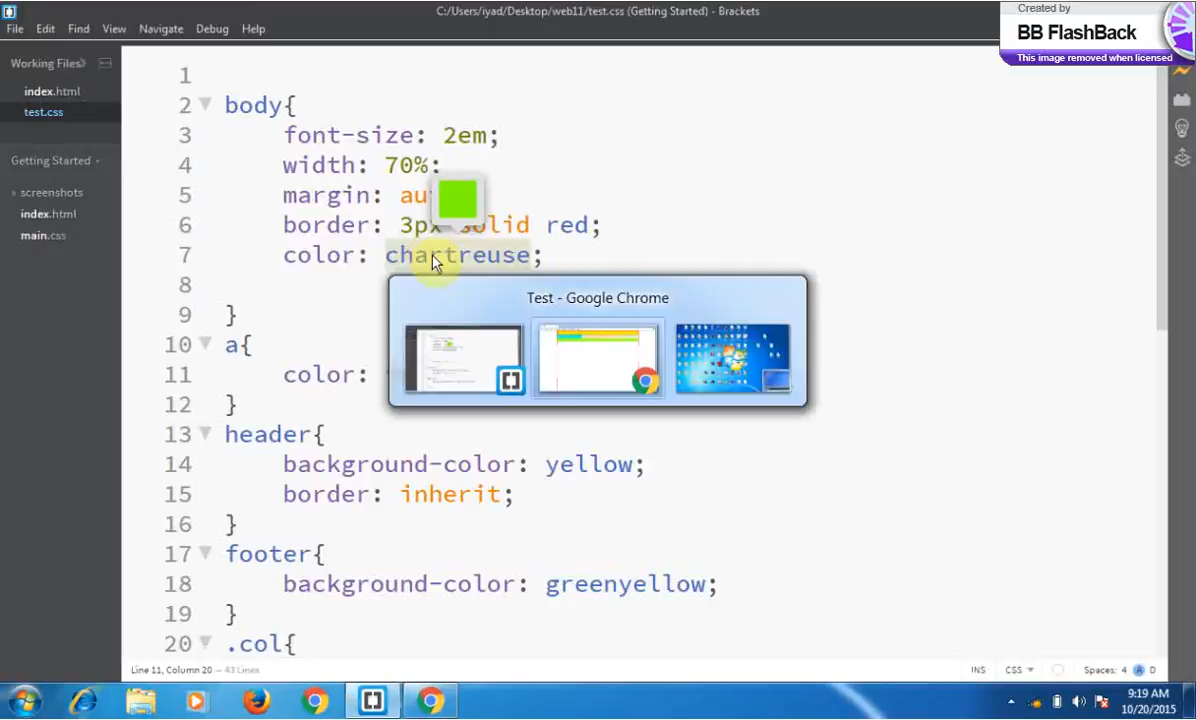 C:/Users/iyad/Desktop/web11/test.css (Getting Started) - Brackets
Created by
BB FlashBack
This image removed when licensed
File Edit Find View Navigate Debug Help
Working Files
index.html
test.css
Getting Started
screenshots
index.html
main.css
1
2 body{
3 font-size: 2em;
4 width: 70%;
5 margin: au
6 border: 3px solid red;
7 color: chartreuse;
8
9 }
10 a{
11 color:
12 }
13 header{
14 background-color: yellow;
15 border: inherit;
16 }
17 footer{
18 background-color: greenyellow;
19 }
20 .col{
Test - Google Chrome
Line 11, Column 20 — 43 Lines
INS CSS Spaces: 4 D
9:19 AM
10/20/2015